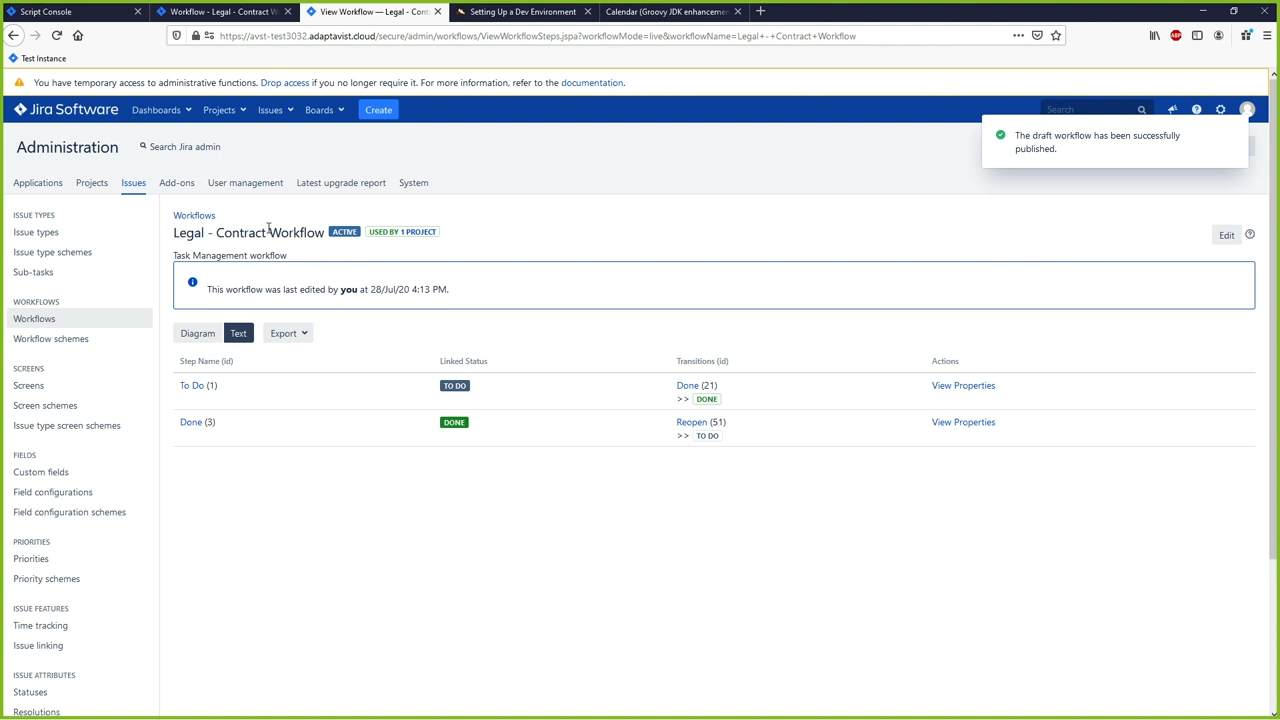 Script Console
Workflow - Legal - Contract W
View Workflow — Legal - Cont
Setting Up a Dev Environment
Calendar (Groovy JDK enhancemen
https://avst-test3032.adaptavist.cloud/secure/admin/workflows/ViewWorkflowSteps.jspa?workflowMode=live&workflowName=Legal+-+Contract+Workflow
ABP
Test Instance
You have temporary access to administrative functions. Drop access if you no longer require it. For more information, refer to the documentation.
Jira Software Dashboards Projects Issues Boards Create Search
The draft workflow has been successfully
published.
Administration Search Jira admin
Applications Projects Issues Add-ons User management Latest upgrade report System
ISSUE TYPES
Issue types
Issue type schemes
Sub-tasks
WORKFLOWS
Workflows
Workflow schemes
SCREENS
Screens
Screen schemes
Issue type screen schemes
FIELDS
Custom fields
Field configurations
Field configuration schemes
PRIORITIES
Priorities
Priority schemes
ISSUE FEATURES
Time tracking
Issue linking
ISSUE ATTRIBUTES
Statuses
Resolutions
Workflows
Legal - Contract Workflow ACTIVE USED BY 1 PROJECT
Edit
Task Management workflow
This workflow was last edited by you at 28/Jul/20 4:13 PM.
Diagram Text Export
Step Name (id) Linked Status Transitions (id) Actions
To Do (1) TO DO Done (21) View Properties
>> DONE
Done (3) DONE Reopen (51) View Properties
>> TO DO